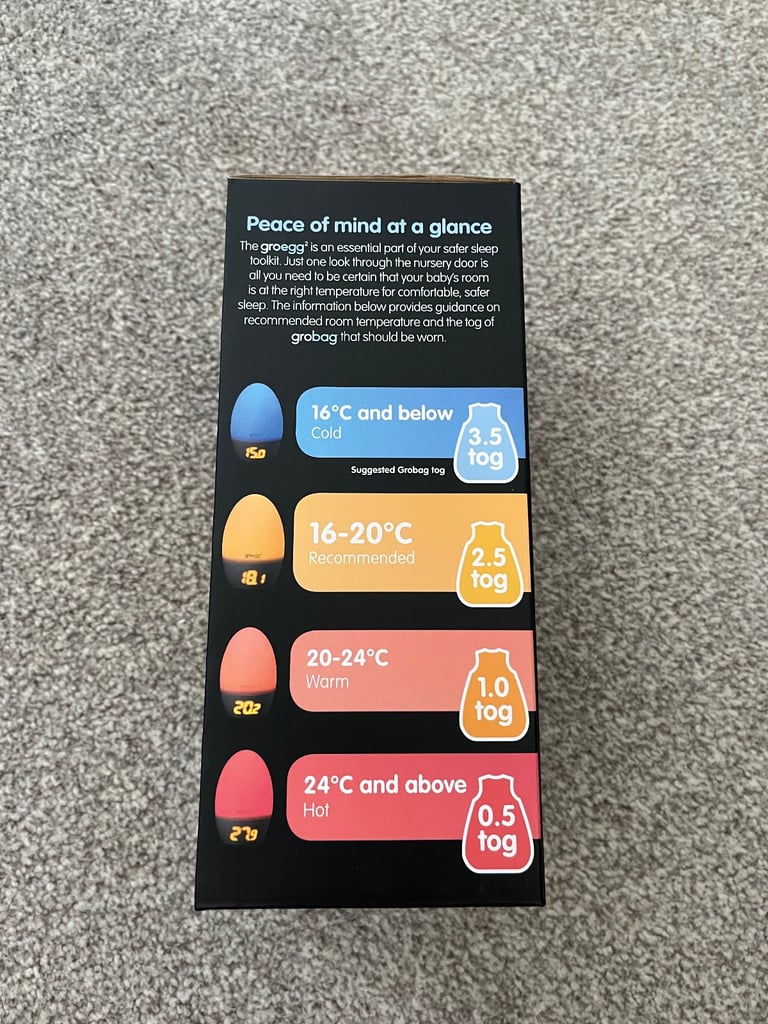 Peace of mind at a glance
The groegg² is an essential part of your safer sleep
toolkit. Just one look through the nursery door is
all you need to be certain that your baby's room
is at the right temperature for comfortable, safer
sleep. The information below provides guidance on
recommended room temperature and the tog of
grobag that should be worn.
16°C and below
Cold
3.5
tog
15.0
Suggested Grobag tog
16-20°C
Recommended
2.5
tog
groegg²
18.1
20-24°C
Warm
1.0
tog
20.2
24°C and above
Hot
0.5
tog
27.9